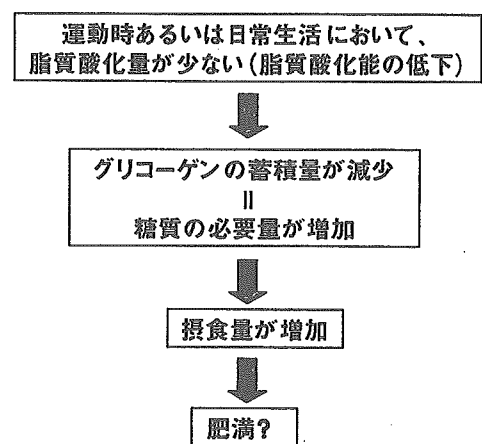 運動時あるいは日常生活において、
脂質酸化量が少ない(脂質酸化能の低下)
グリコーゲンの蓄積量が減少
＝
糖質の必要量が増加
摂食量が増加
肥満?